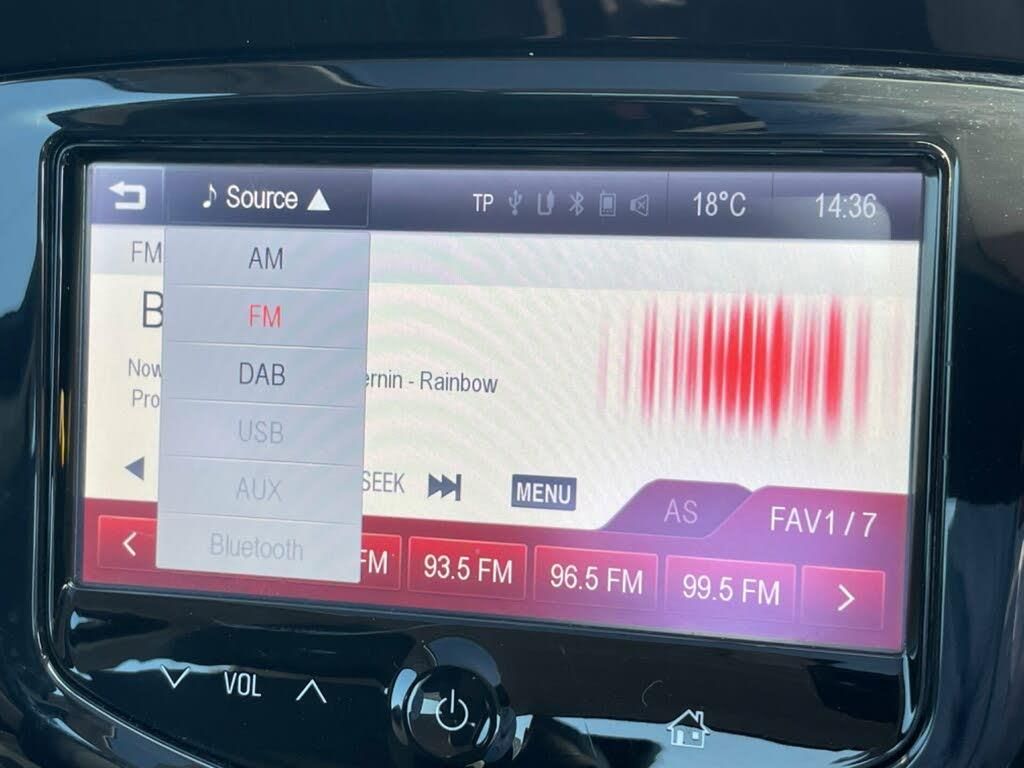 Source TP 18°C 14:36
FM
AM
FM
DAB
USB
AUX
Bluetooth
B
Now
ernin - Rainbow
Pro
SEEK MENU
AS FAV1 / 7
FM 93.5 FM 96.5 FM 99.5 FM
VOL